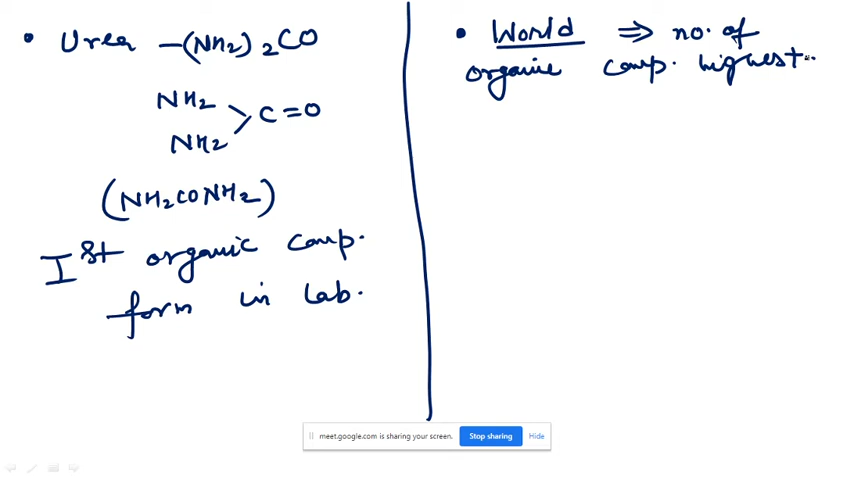 • Urea —(NH2)2CO
NH2
NH2 > C=O
(NH2CONH2)
Ist organic comp.
form in lab.
• World ⇒ no. of
organic comp. highest.
meet.google.com is sharing your screen. Stop sharing Hide